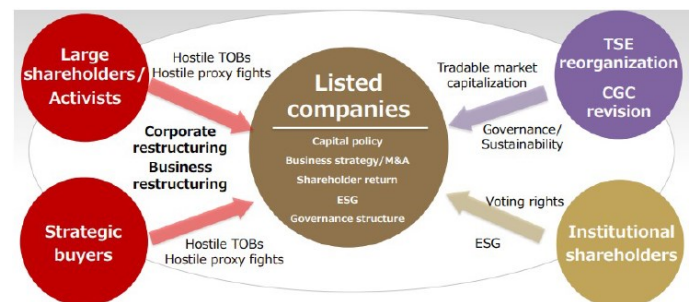 Large
shareholders/
Activists
Hostile TOBs
Hostile proxy fights
Corporate
restructuring
Business
restructuring
Strategic
buyers
Hostile TOBs
Hostile proxy fights
Listed
companies
Capital policy
Business strategy/M&A
Shareholder return
ESG
Governance structure
Tradable market
capitalization
Governance/
Sustainability
TSE
reorganization
CGC
revision
Voting rights
ESG
Institutional
shareholders